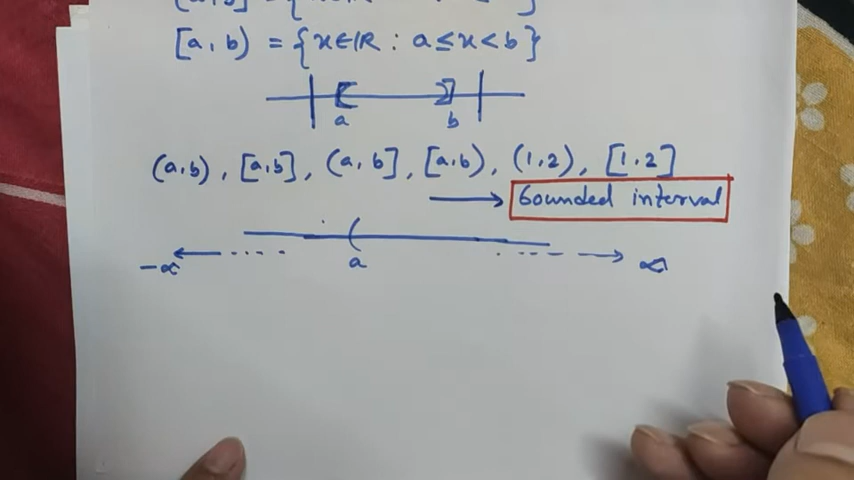 [a, b) = {x∈ℝ : a≤x<b}
a b
(a,b), [a,b], (a, b], [a,b), (1,2), [1,2]
bounded interval
-∞ a ∞